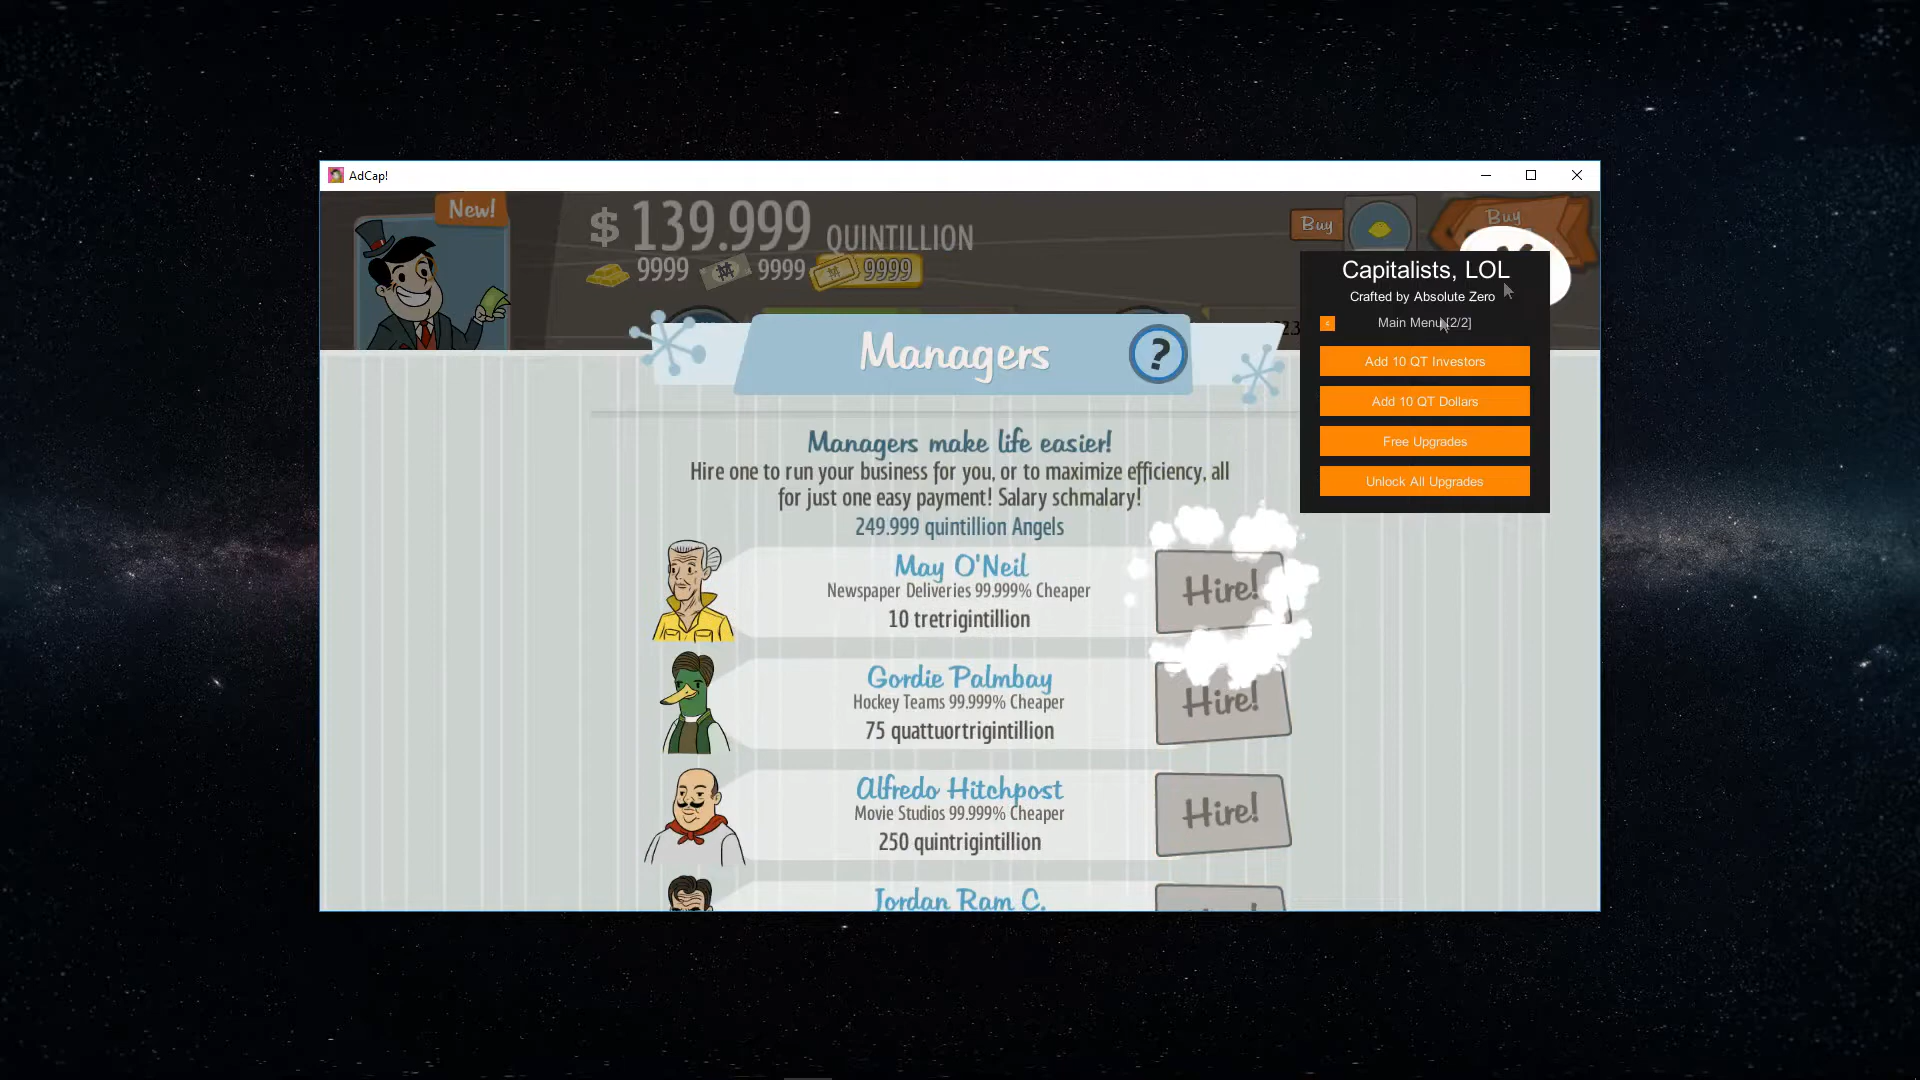 AdCap!
New!
$ 139.999 QUINTILLION
9999 9999 9999
Buy
Buy
Capitalists, LOL
Crafted by Absolute Zero
< Main Menu [2/2]
Add 10 QT Investors
Add 10 QT Dollars
Free Upgrades
Unlock All Upgrades
Managers ?
Managers make life easier!
Hire one to run your business for you, or to maximize efficiency, all
for just one easy payment! Salary schmalary!
249.999 quintillion Angels
May O'Neil
Newspaper Deliveries 99.999% Cheaper
10 tretrigintillion
Hire!
Gordie Palmbay
Hockey Teams 99.999% Cheaper
75 quattuortrigintillion
Hire!
Alfredo Hitchpost
Movie Studios 99.999% Cheaper
250 quintrigintillion
Hire!
Jordan Ram C.